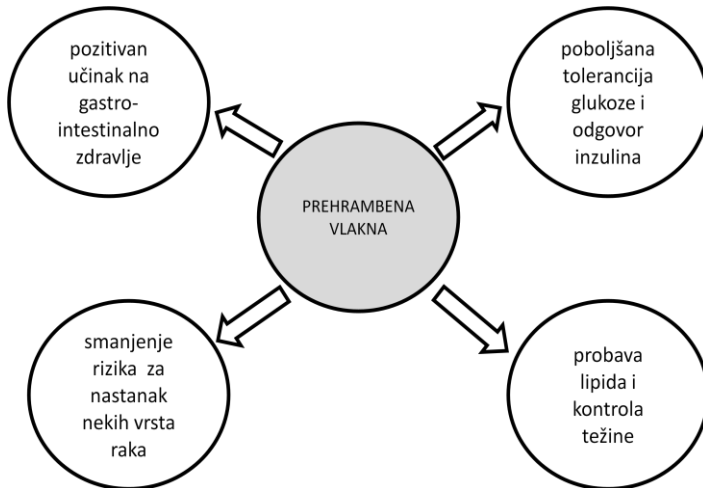 pozitivan
učinak na
gastro-
intestinalno
zdravlje
poboljšana
tolerancija
glukoze i
odgovor
inzulina
PREHRAMBENA
VLAKNA
smanjenje
rizika za
nastanak
nekih vrsta
raka
probava
lipida i
kontrola
težine